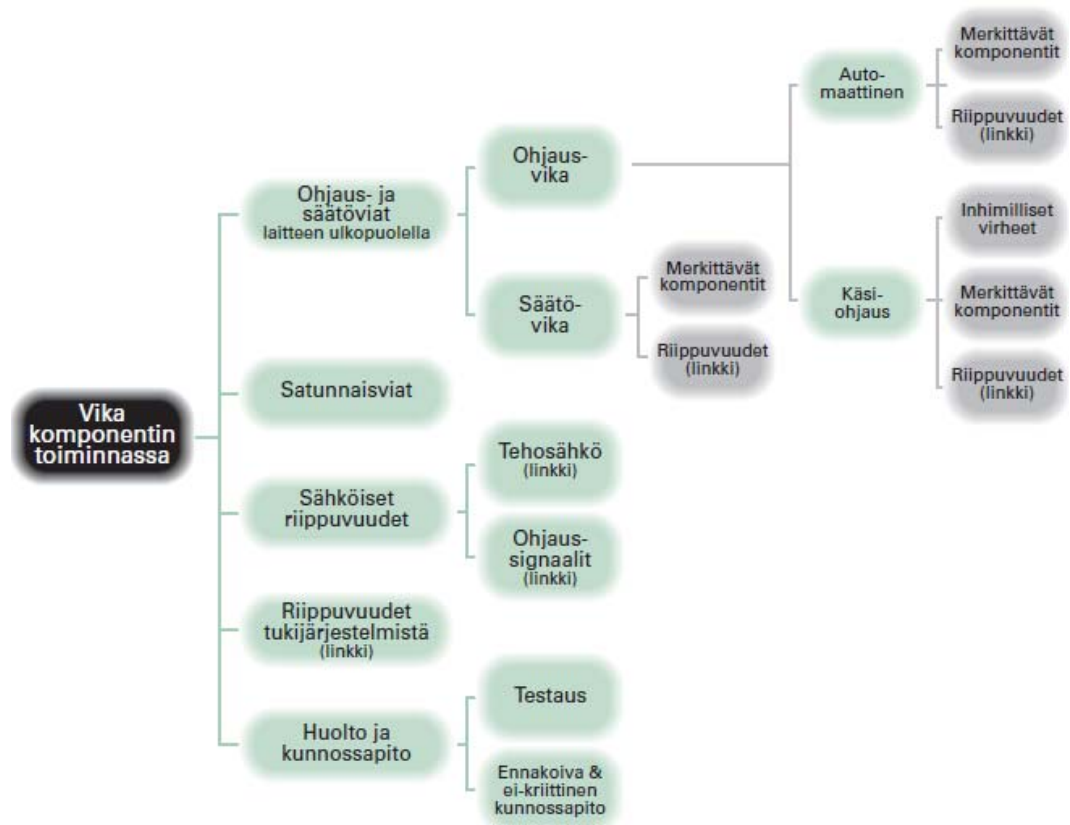 Vika
komponentin
toiminnassa
Ohjaus- ja
säätöviat
laitteen ulkopuolella
Ohjaus-
vika
Auto-
maattinen
Merkittävät
komponentit
Riippuvuudet
(linkki)
Käsi-
ohjaus
Inhimilliset
virheet
Merkittävät
komponentit
Riippuvuudet
(linkki)
Säätö-
vika
Merkittävät
komponentit
Riippuvuudet
(linkki)
Satunnaisviat
Sähköiset
riippuvuudet
Tehosähkö
(linkki)
Ohjaus-
signaalit
(linkki)
Riippuvuudet
tukijärjestelmistä
(linkki)
Huolto ja
kunnossapito
Testaus
Ennakoiva &
ei-kriittinen
kunnossapito